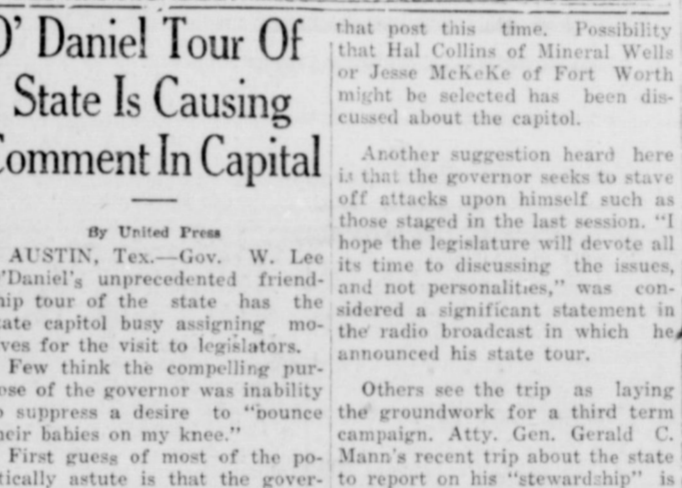 O' Daniel Tour Of
State Is Causing
Comment In Capital
By United Press
AUSTIN, Tex.—Gov. W. Lee
'Daniel's unprecedented friend-
hip tour of the state has the
ate capitol busy assigning mo-
ves for the visit to legislators.
Few think the compelling pur-
ose of the governor was inability
o suppress a desire to "bounce
heir babies on my knee."
First guess of most of the po-
tically astute is that the gover-
that post this time. Possibility
that Hal Collins of Mineral Wells
or Jesse McKeKe of Fort Worth
might be selected has been dis-
cussed about the capitol.
Another suggestion heard here
is that the governor seeks to stave
off attacks upon himself such as
those staged in the last session. "I
hope the legislature will devote all
its time to discussing the issues,
and not personalities," was con-
sidered a significant statement in
the radio broadcast in which he
announced his state tour.
Others see the trip as laying
the groundwork for a third term
campaign. Atty. Gen. Gerald C.
Mann's recent trip about the state
to report on his "stewardship" is